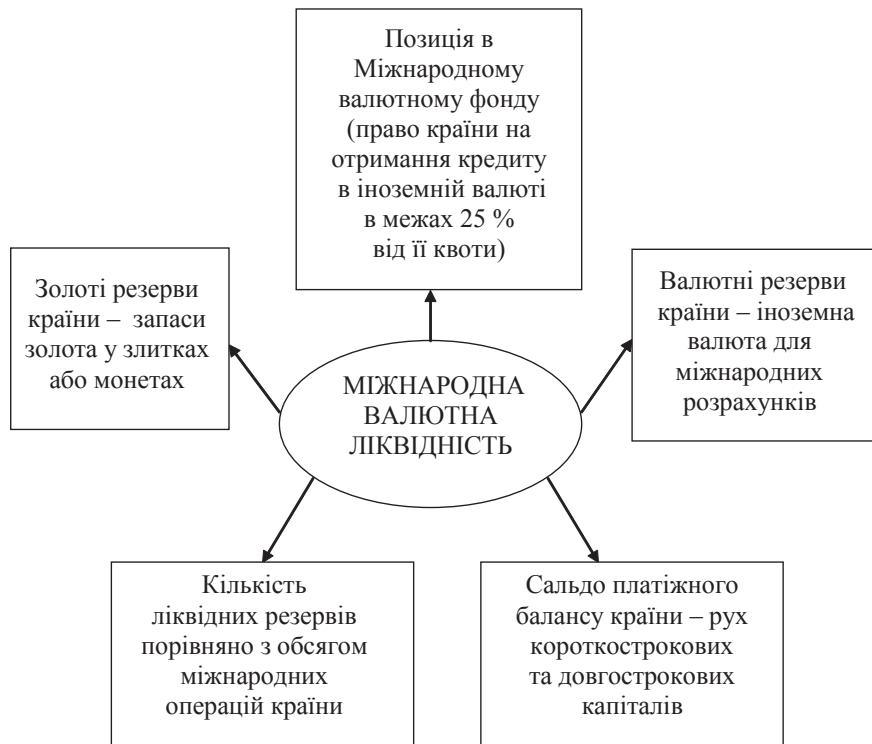 Позиція в
Міжнародному
валютному фонду
(право країни на
отримання кредиту
в іноземній валюті
в межах 25 %
від її квоти)
Золоті резерви
країни – запаси
золота у злитках
або монетах
Валютні резерви
країни – іноземна
валюта для
міжнародних
розрахунків
МІЖНАРОДНА
ВАЛЮТНА
ЛІКВІДНІСТЬ
Кількість
ліквідних резервів
порівняно з обсягом
міжнародних
операцій країни
Сальдо платіжного
балансу країни – рух
короткострокових
та довгострокових
капіталів